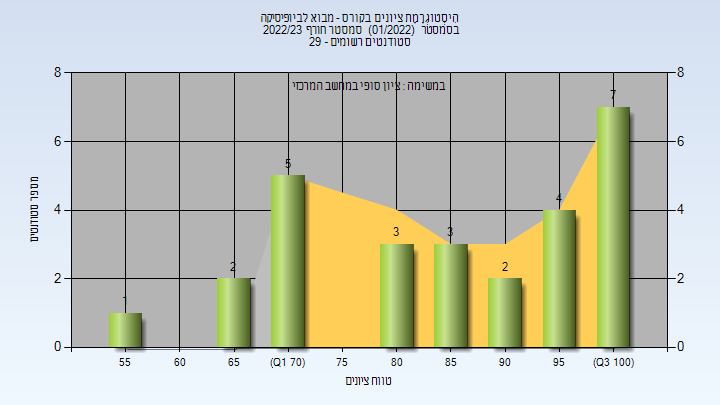 היסטוגרמת ציונים בקורס - מבוא לביופיסיקה
בסמסטר (01/2022) סמסטר חורף 2022/23
סטודנטים רשומים - 29
במשימה : ציון סופי במחשב המרכזי
8 8
6 6
4 4
2 2
0 0
1 2 5 3 3 2 4 7
מספר סטודנטים
55 60 65 (Q1 70) 75 80 85 90 95 (Q3 100)
טווח ציונים